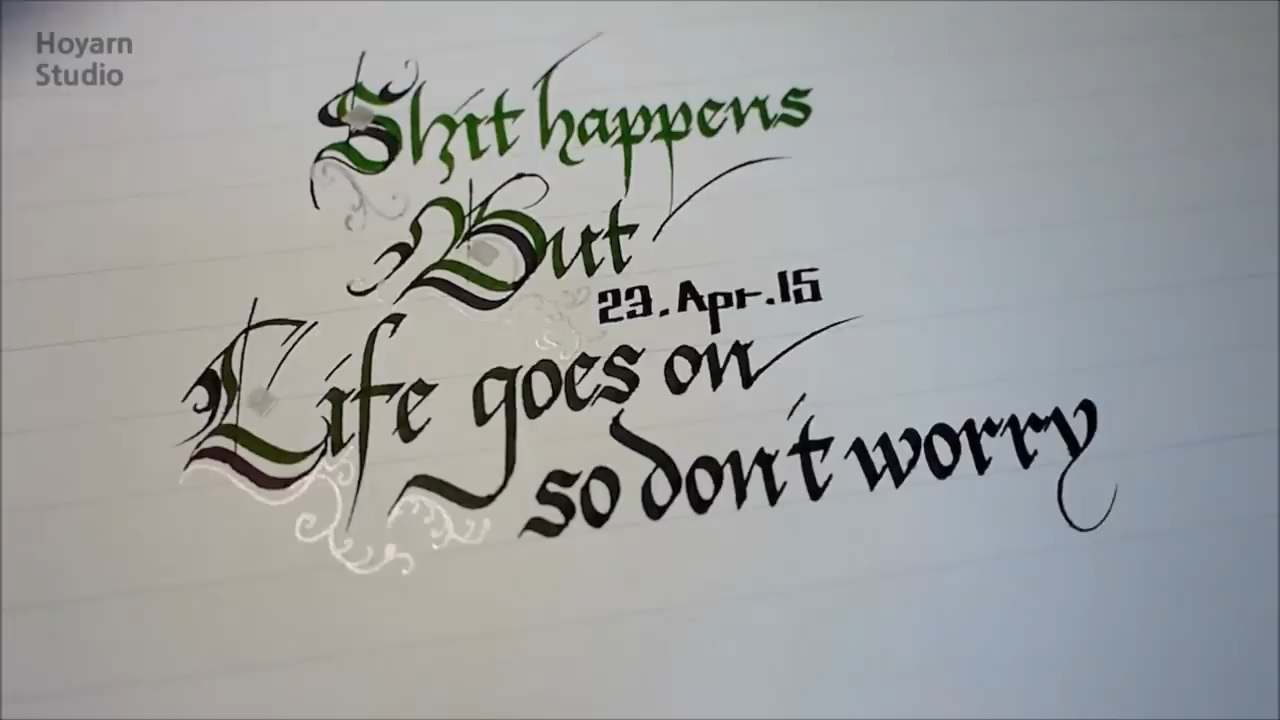 Hoyarn
Studio
Shit happens
But
23.Apr.15
Life goes on
so don't worry